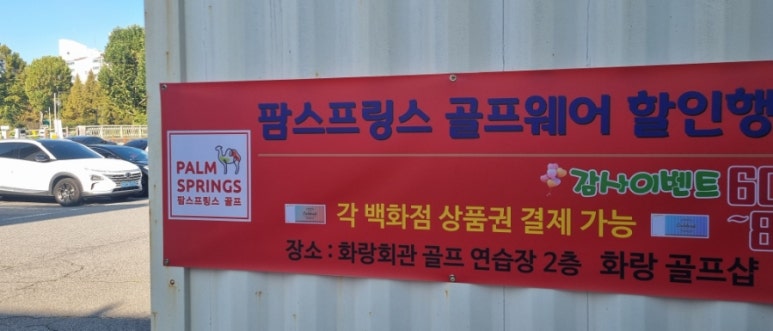 팜스프링스 골프웨어 할인행
PALM
SPRINGS
팜스프링스 골프
감사이벤트 60
~8
각 백화점 상품권 결제 가능
장소 : 화랑회관 골프 연습장 2층 화랑 골프샵